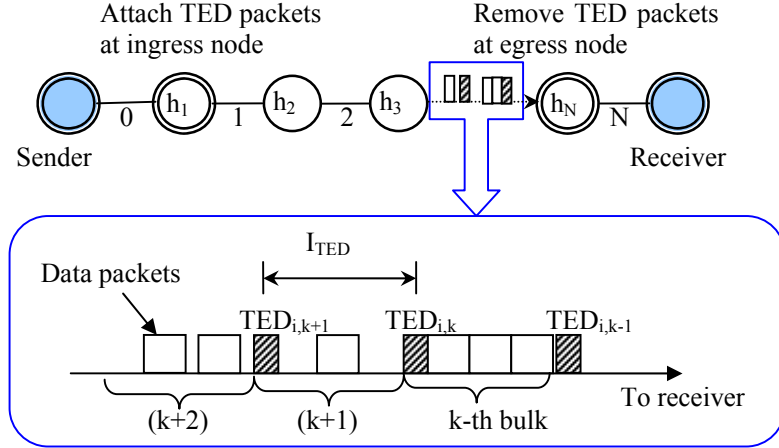 Attach TED packets
at ingress node
Remove TED packets
at egress node
h1
h2
h3
hN
0
1
2
N
Sender
Receiver
ITED
Data packets
TEDi,k+1
TEDi,k
TEDi,k-1
To receiver
(k+2)
(k+1)
k-th bulk